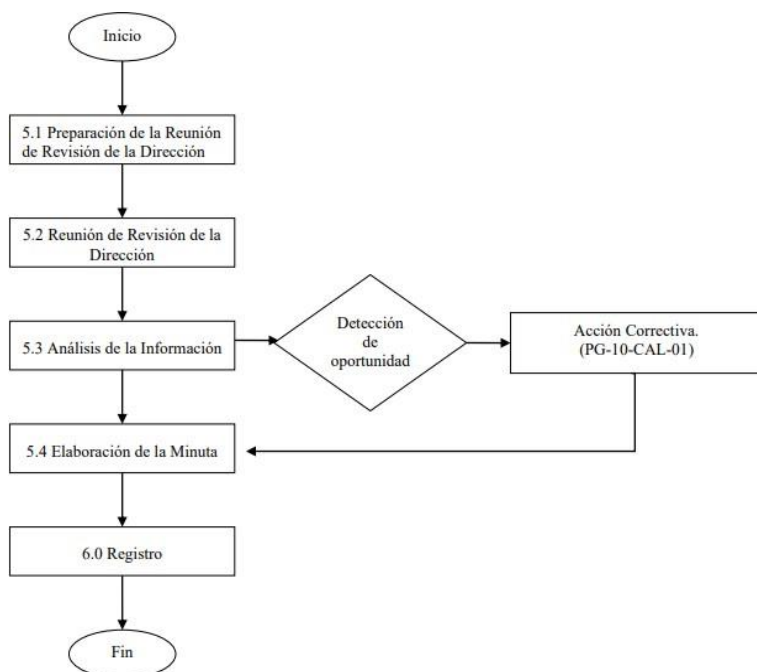 Inicio
5.1 Preparación de la Reunión
de Revisión de la Dirección
5.2 Reunión de Revisión de la
Dirección
5.3 Análisis de la Información
Detección
de
oportunidad
Acción Correctiva.
(PG-10-CAL-01)
5.4 Elaboración de la Minuta
6.0 Registro
Fin